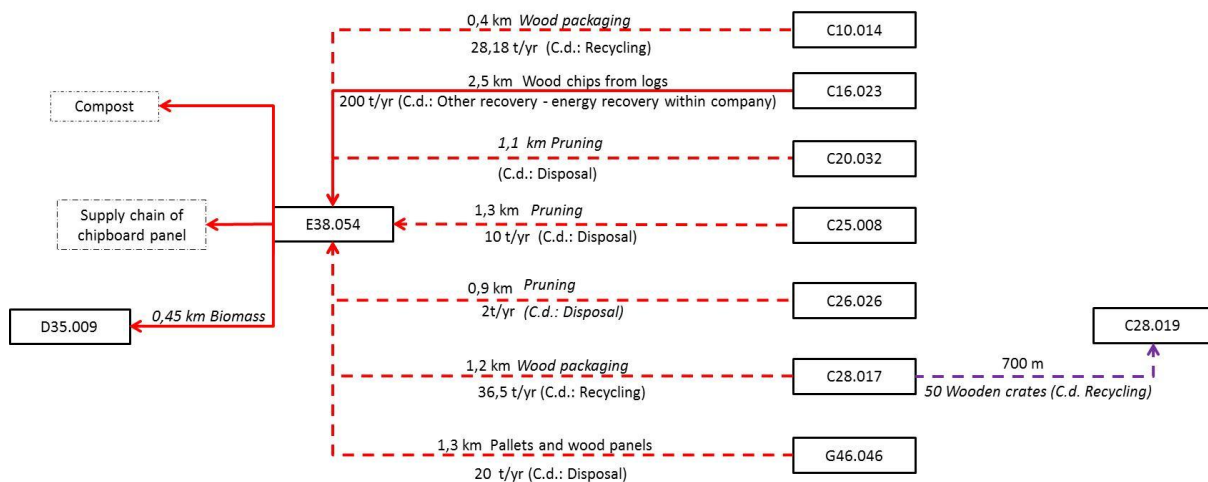 0,4 km Wood packaging
28,18 t/yr (C.d.: Recycling)
C10.014
2,5 km Wood chips from logs
200 t/yr (C.d.: Other recovery - energy recovery within company)
C16.023
Compost
1,1 km Pruning
(C.d.: Disposal)
C20.032
Supply chain of
chipboard panel
E38.054
1,3 km Pruning
10 t/yr (C.d.: Disposal)
C25.008
0,9 km Pruning
2t/yr (C.d.: Disposal)
C26.026
D35.009
0,45 km Biomass
C28.019
1,2 km Wood packaging
36,5 t/yr (C.d.: Recycling)
C28.017
700 m
50 Wooden crates (C.d. Recycling)
1,3 km Pallets and wood panels
20 t/yr (C.d.: Disposal)
G46.046